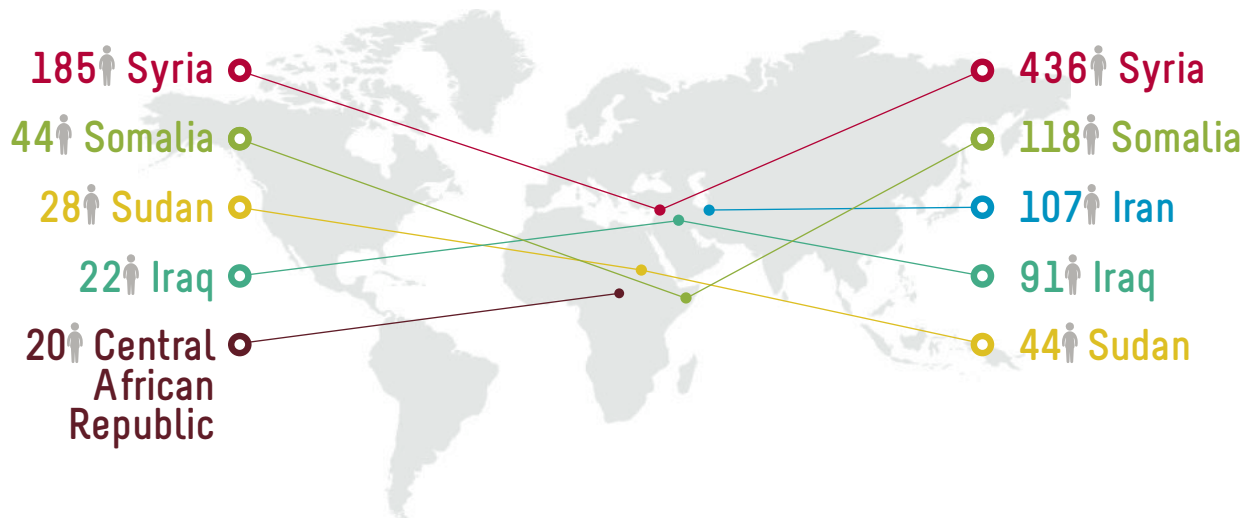 185 Syria
44 Somalia
28 Sudan
22 Iraq
20 Central
African
Republic
436 Syria
118 Somalia
107 Iran
91 Iraq
44 Sudan